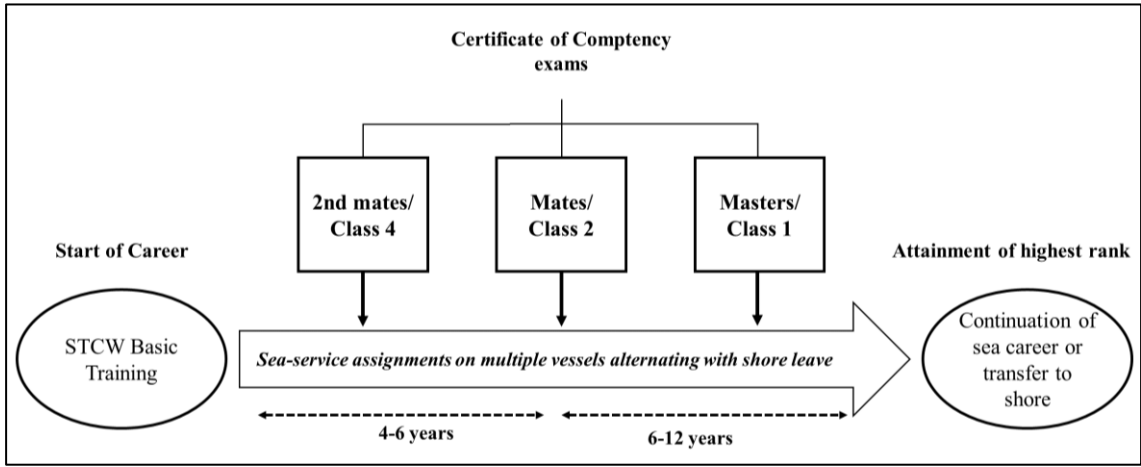 Certificate of Comptency
exams
2nd mates/
Class 4
Mates/
Class 2
Masters/
Class 1
Start of Career
Attainment of highest rank
STCW Basic
Training
Sea-service assignments on multiple vessels alternating with shore leave
Continuation of
sea career or
transfer to
shore
4-6 years
6-12 years